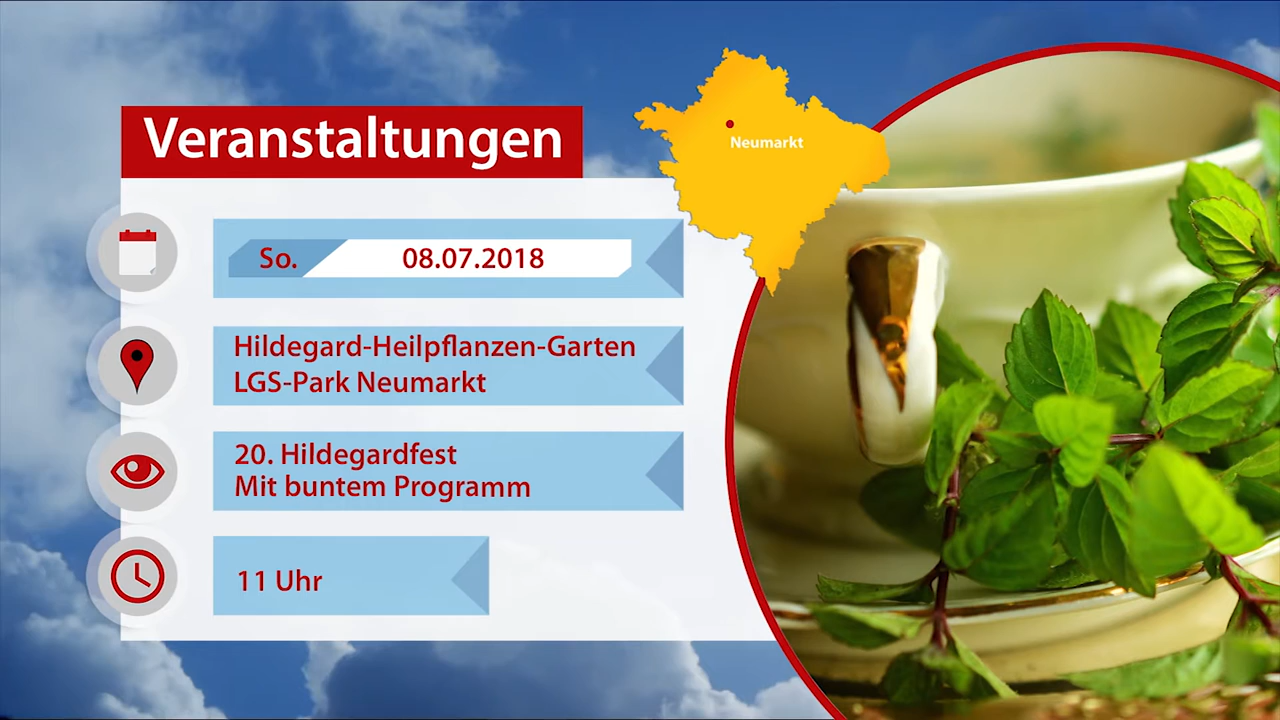 Veranstaltungen
Neumarkt
So. 08.07.2018
Hildegard-Heilpflanzen-Garten
LGS-Park Neumarkt
20. Hildegardfest
Mit buntem Programm
11 Uhr